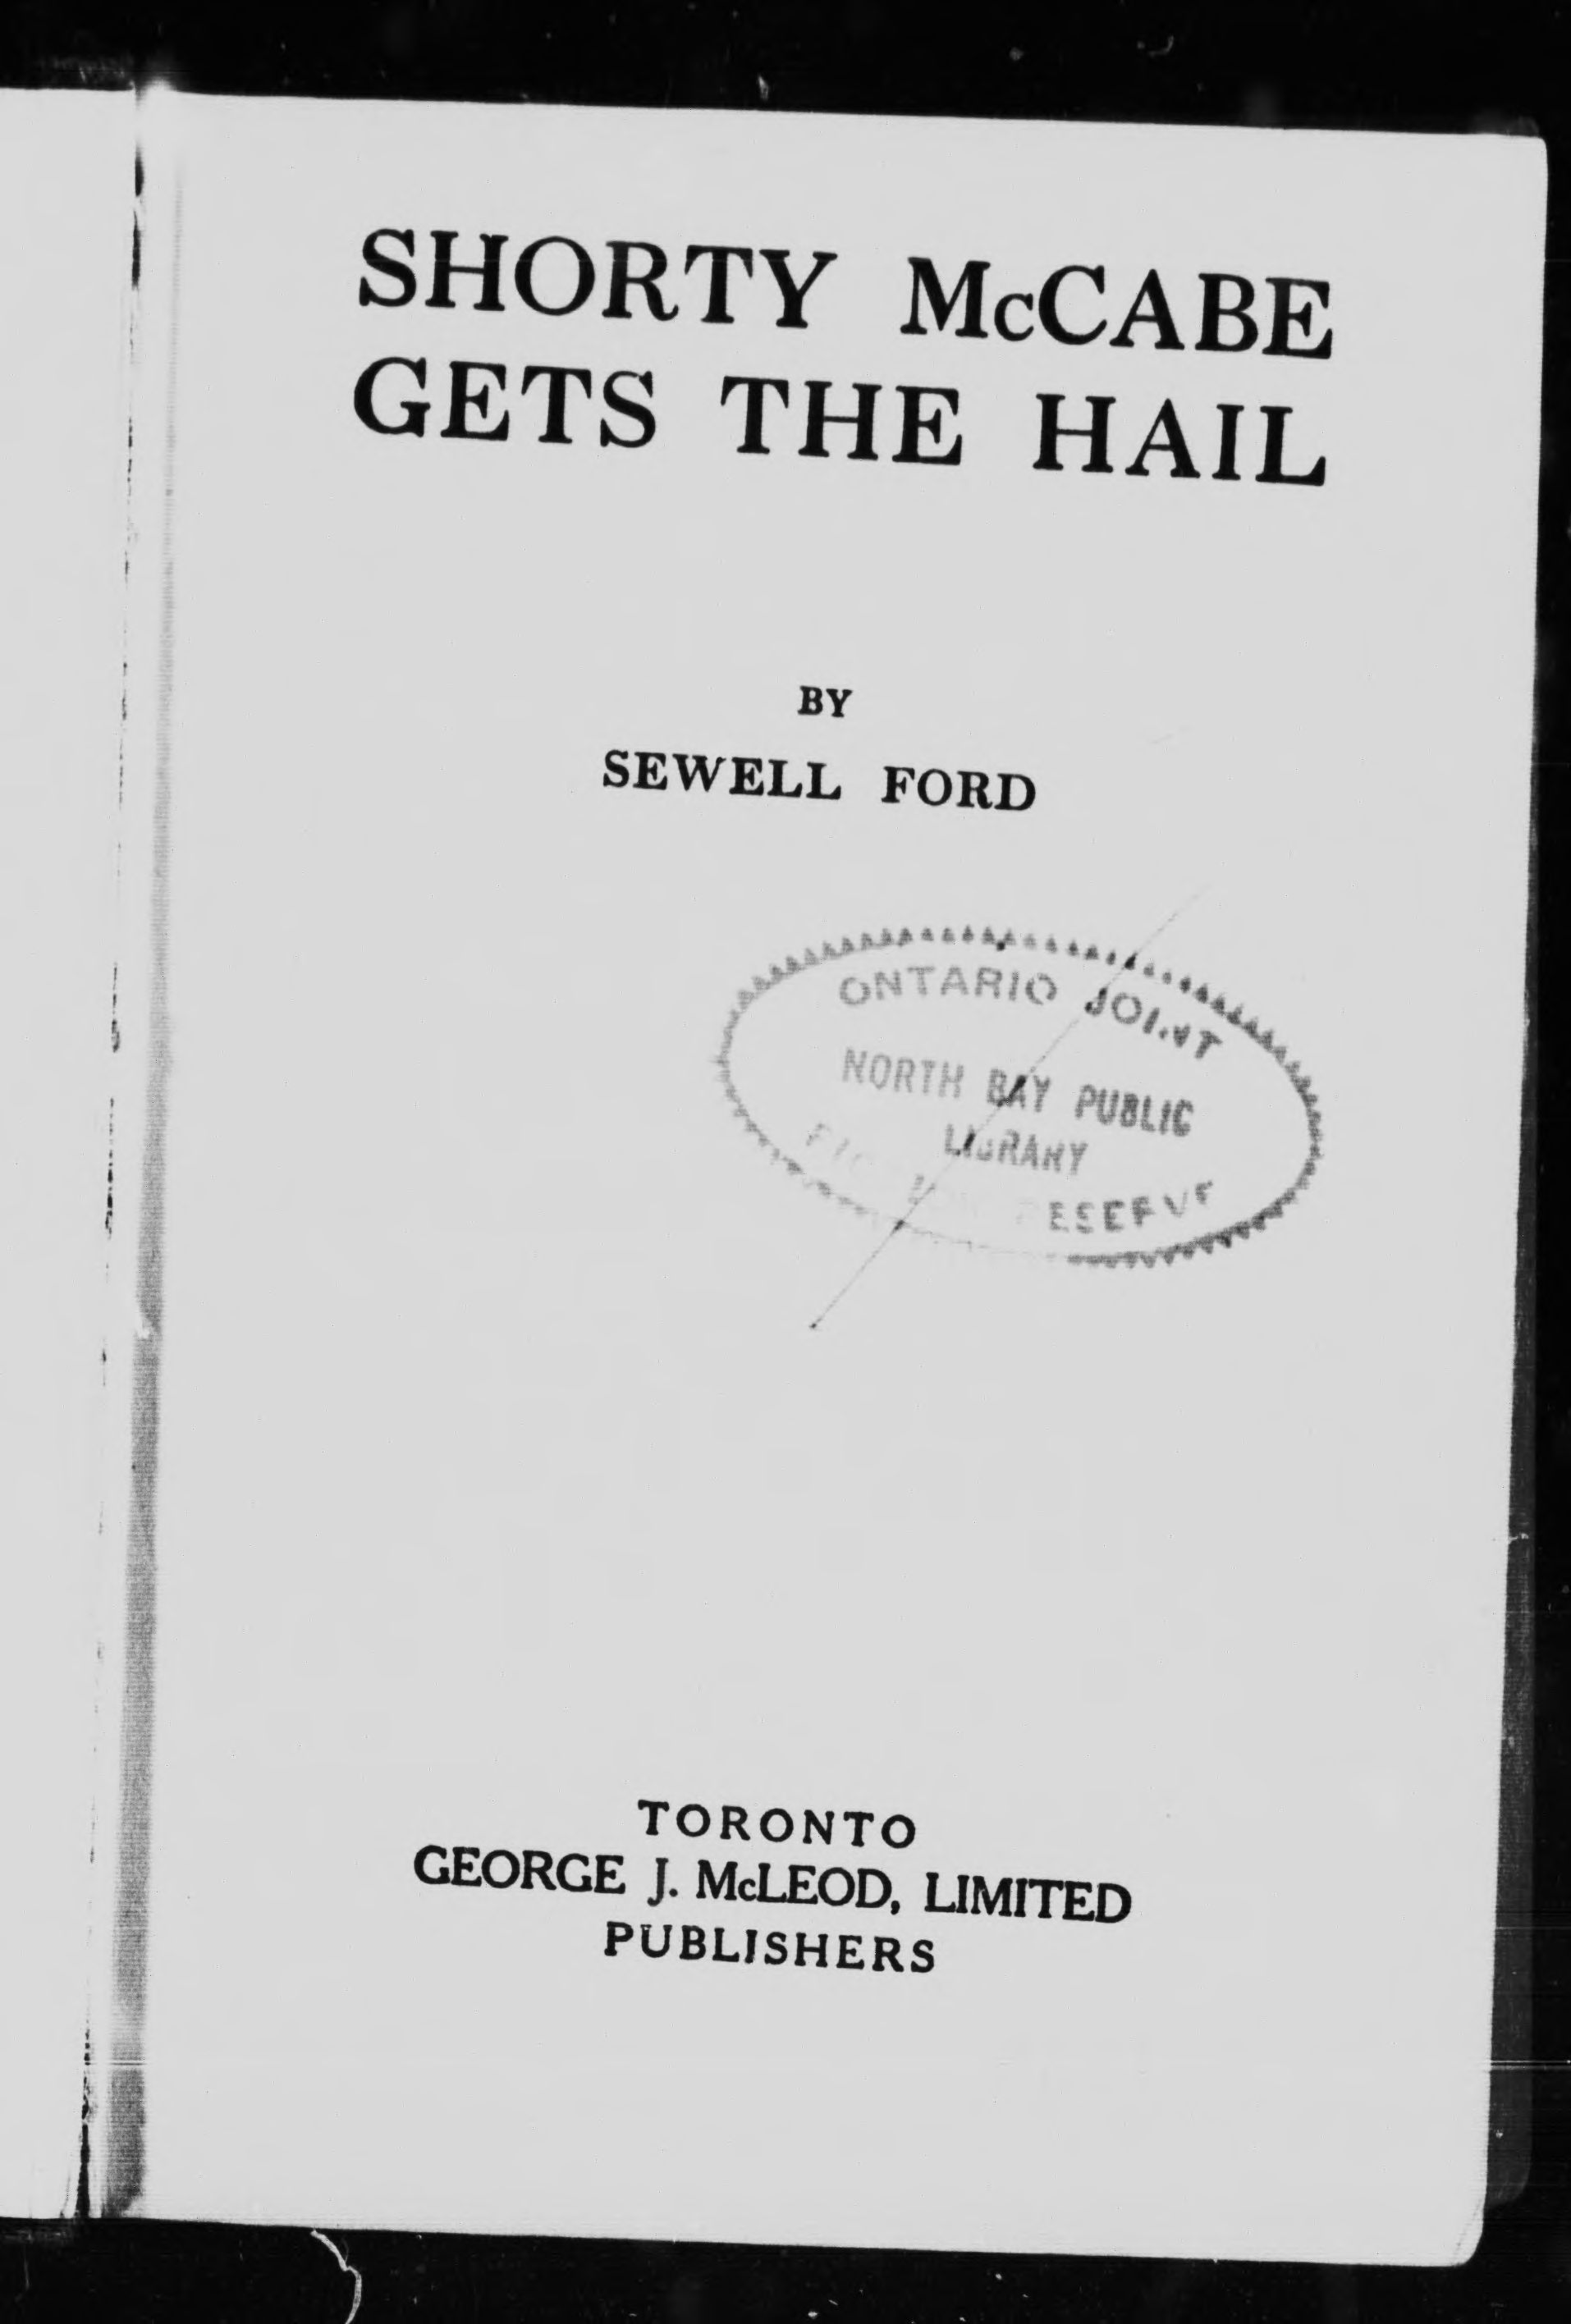 SHORTY McCABE
GETS THE HAIL
BY
SEWELL FORD
ONTARIO JOINT
NORTH BAY PUBLIC
LIBRARY
RESERVE
TORONTO
GEORGE J. McLEOD, LIMITED
PUBLISHERS